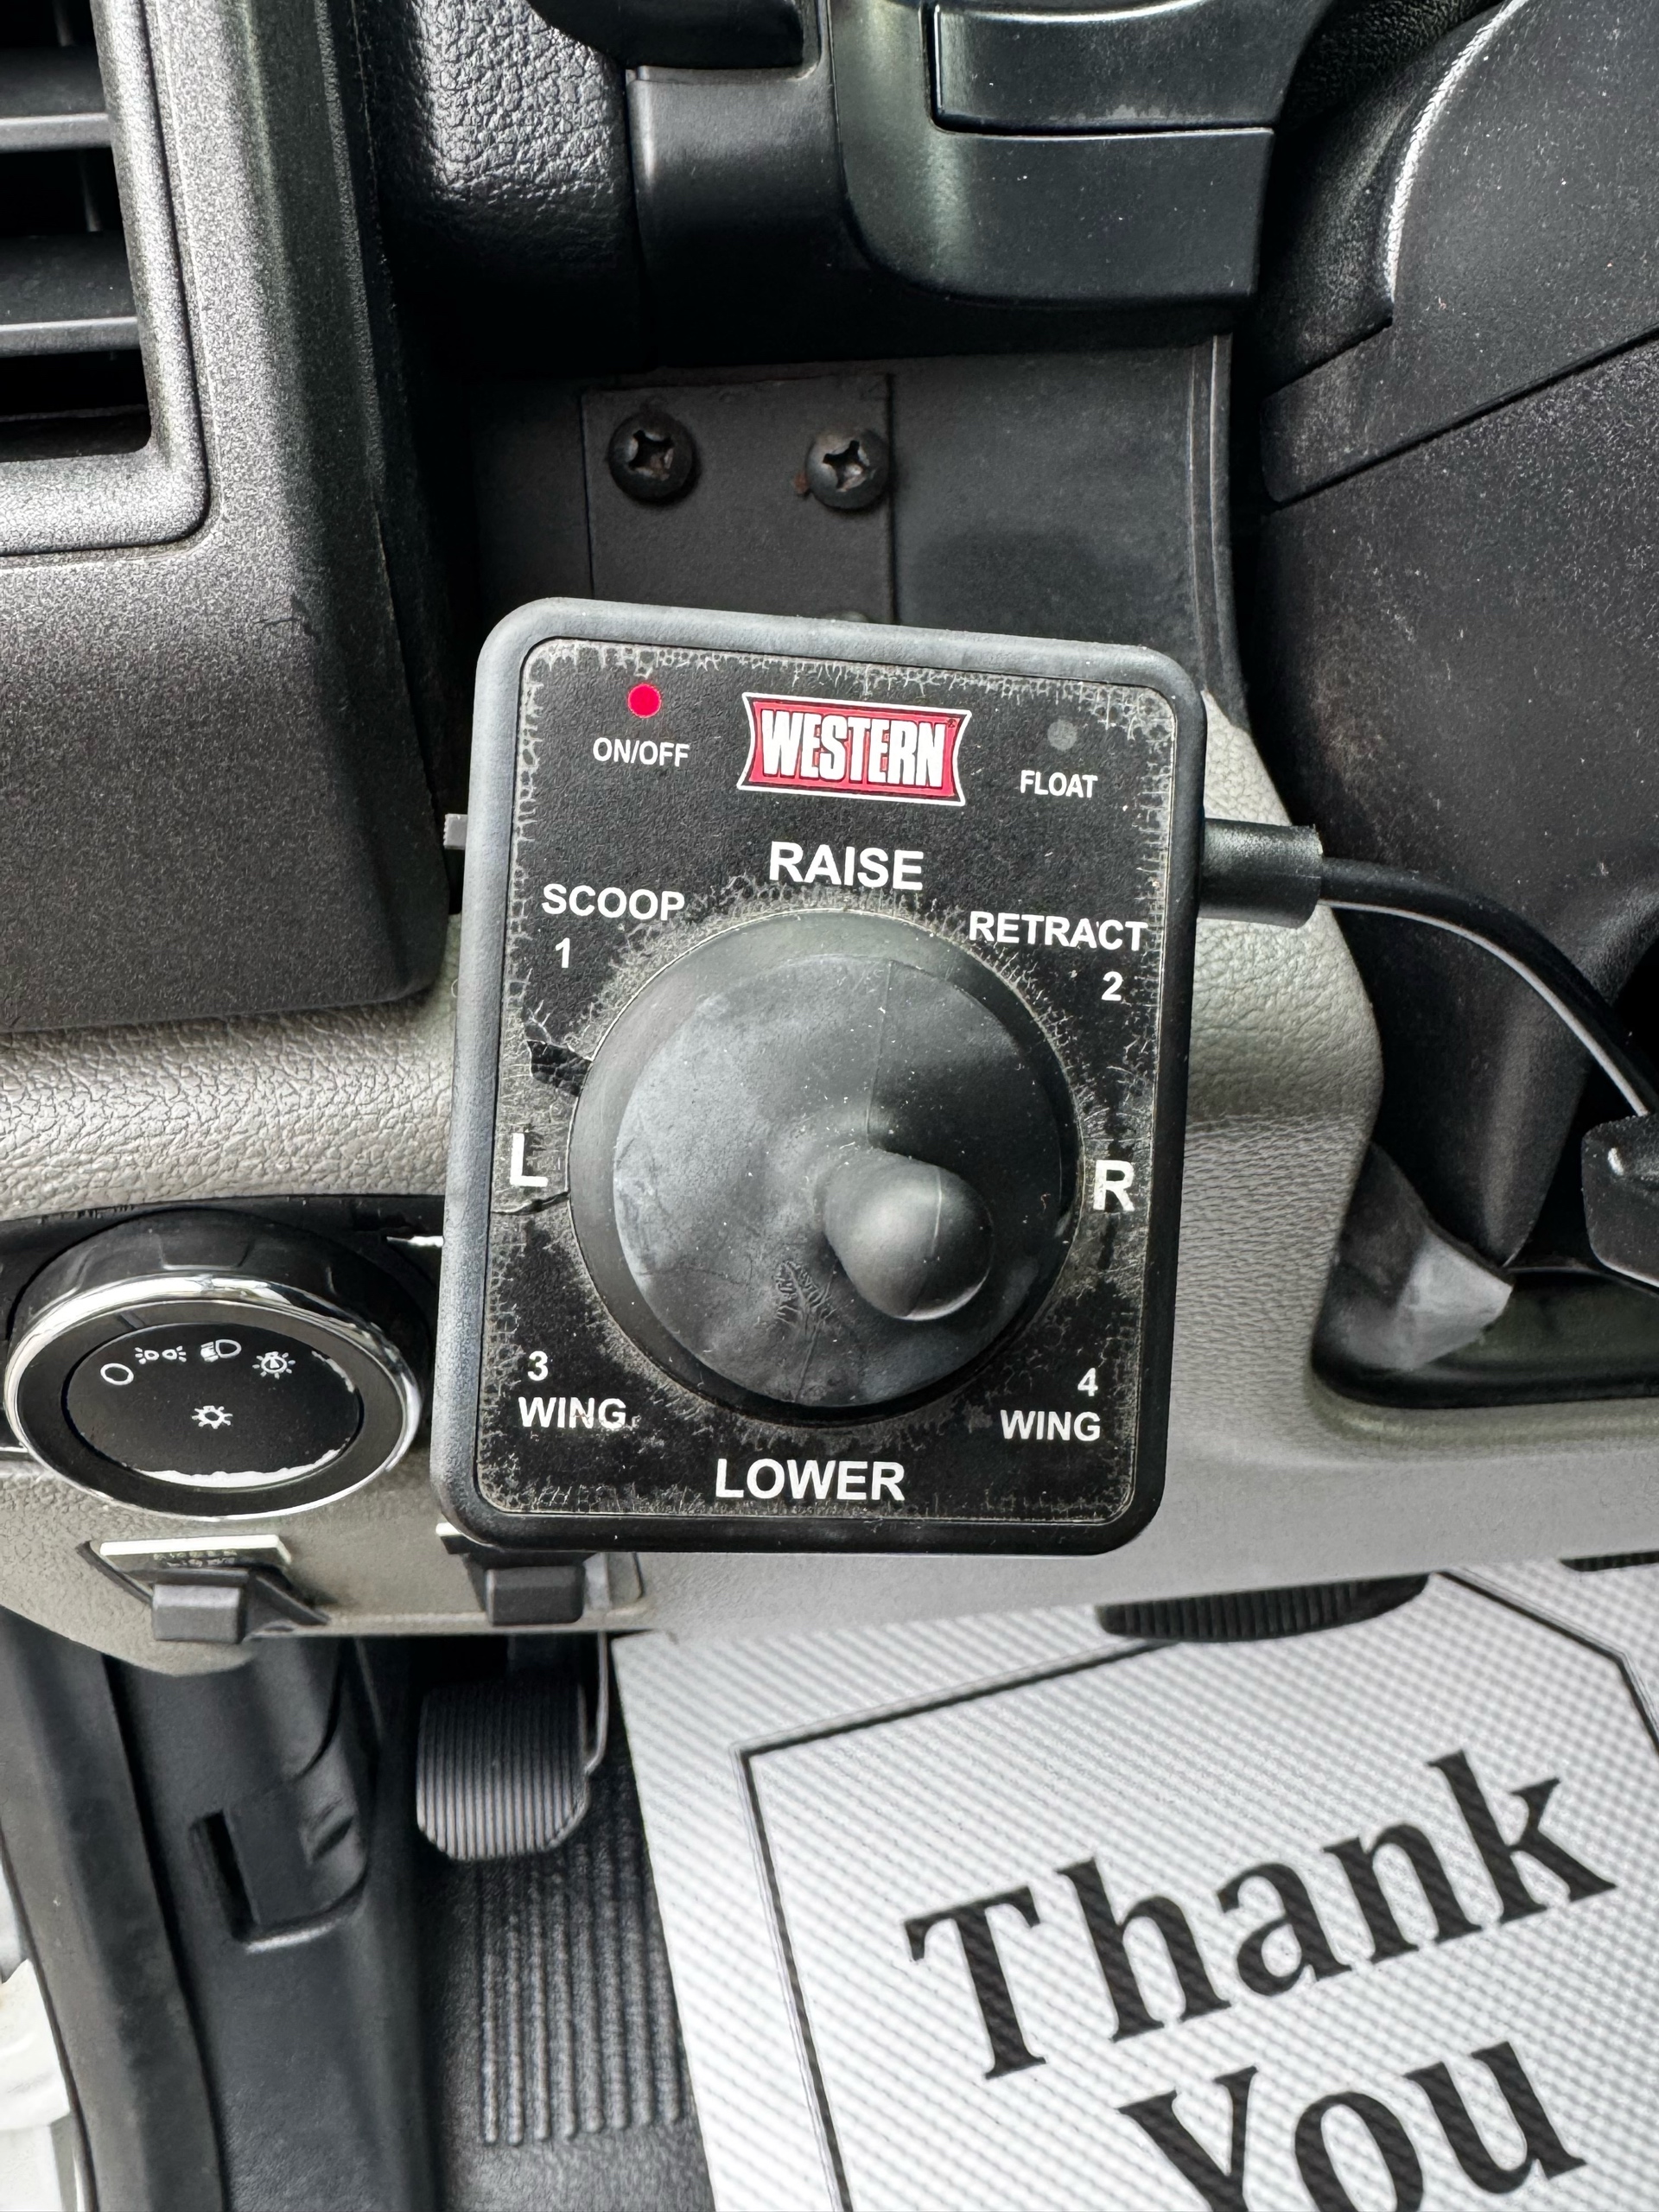 WESTERN
ON/OFF
FLOAT
RAISE
SCOOP
1
RETRACT
2
L
R
3
WING
4
WING
LOWER
Thank
You